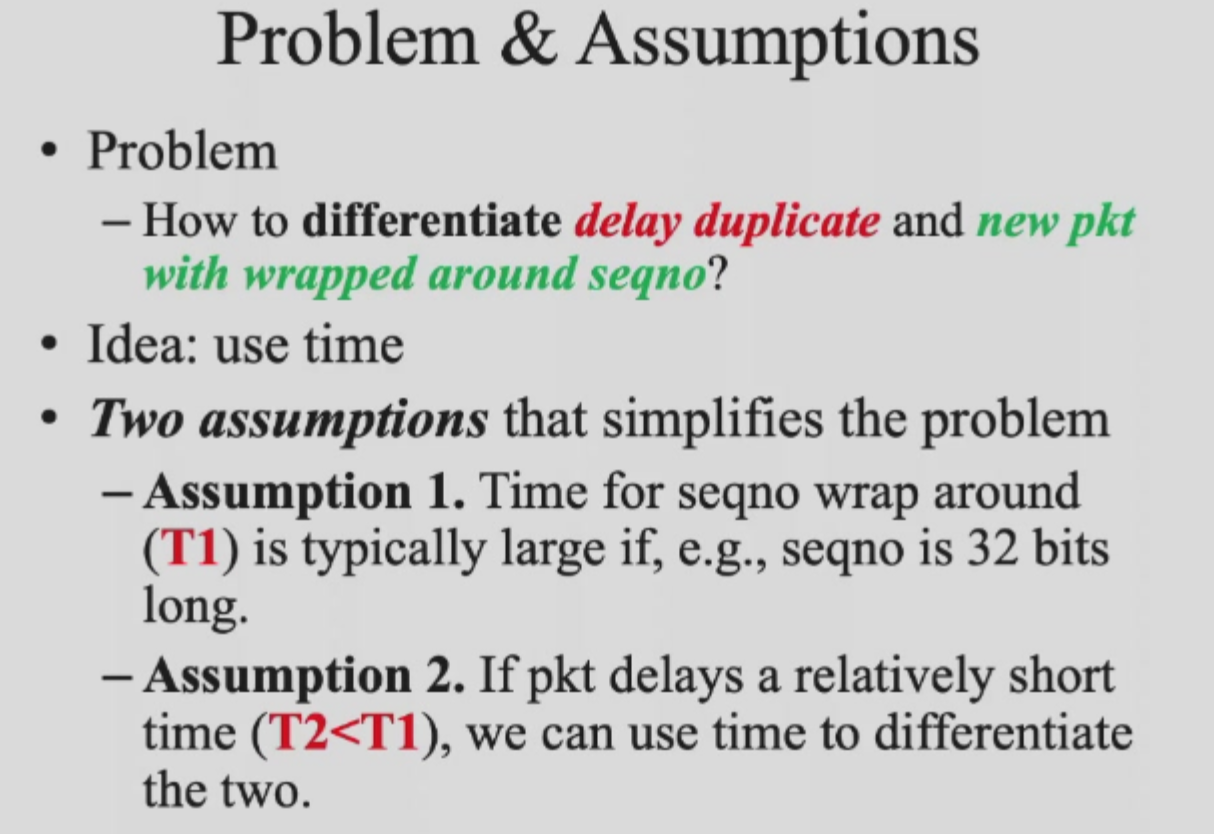 Problem & Assumptions
• Problem
– How to differentiate delay duplicate and new pkt
with wrapped around seqno?
• Idea: use time
• Two assumptions that simplifies the problem
– Assumption 1. Time for seqno wrap around
(T1) is typically large if, e.g., seqno is 32 bits
long.
– Assumption 2. If pkt delays a relatively short
time (T2<T1), we can use time to differentiate
the two.